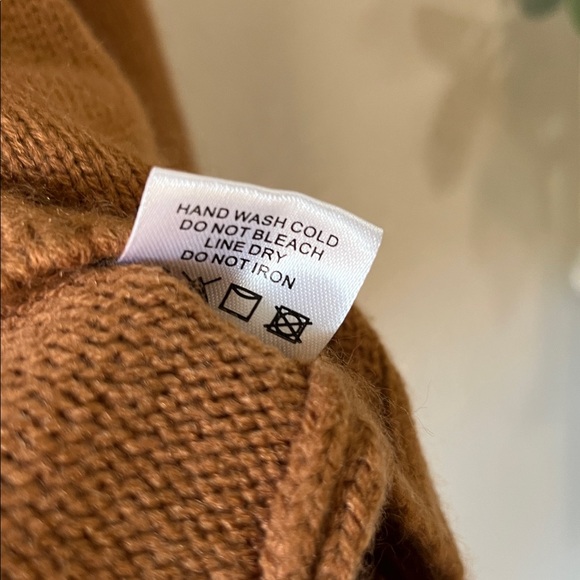 HAND WASH COLD
DO NOT BLEACH
LINE DRY
DO NOT IRON